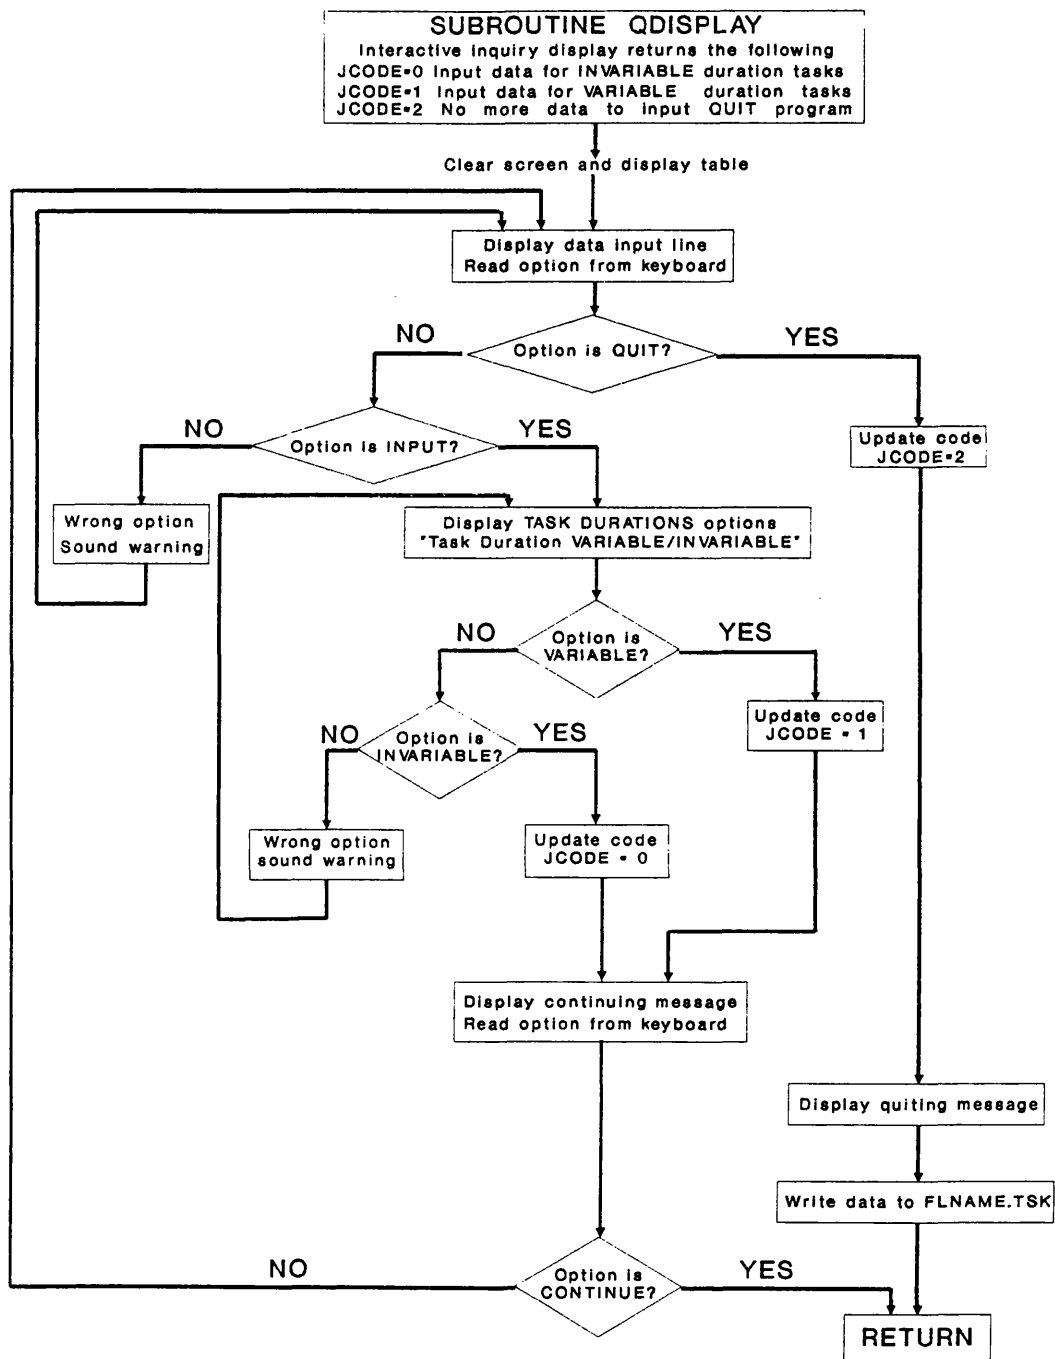 SUBROUTINE QDISPLAY
Interactive inquiry display returns the following
JCODE=0 Input data for INVARIABLE duration tasks
JCODE=1 Input data for VARIABLE duration tasks
JCODE=2 No more data to input QUIT program
Clear screen and display table
Display data input line
Read option from keyboard
NO
Option is QUIT?
YES
NO
Option is INPUT?
YES
Update code
JCODE=2
Wrong option
Sound warning
Display TASK DURATIONS options
"Task Duration VARIABLE/INVARIABLE"
NO
Option is
VARIABLE?
YES
NO
Option is
INVARIABLE?
YES
Update code
JCODE = 1
Wrong option
sound warning
Update code
JCODE = 0
Display continuing message
Read option from keyboard
Display quiting message
Write data to FLNAME.TSK
NO
Option is
CONTINUE?
YES
RETURN